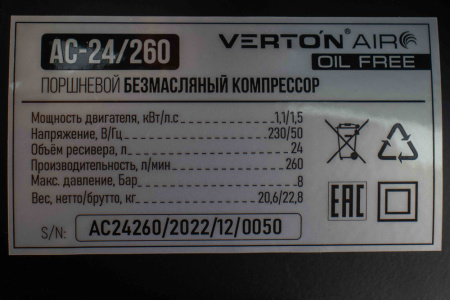 AC-24/260 VERTON AIR
OIL FREE
ПОРШНЕВОЙ БЕЗМАСЛЯНЫЙ КОМПРЕССОР
Мощность двигателя, кВт/л.с 1,1/1,5
Напряжение, В/Гц 230/50
Объём ресивера, л 24
Производительность, л/мин 260
Макс. давление, Бар 8
Вес, нетто/брутто, кг 20,6/22,8
EAC
S/N: AC24260/2022/12/0050